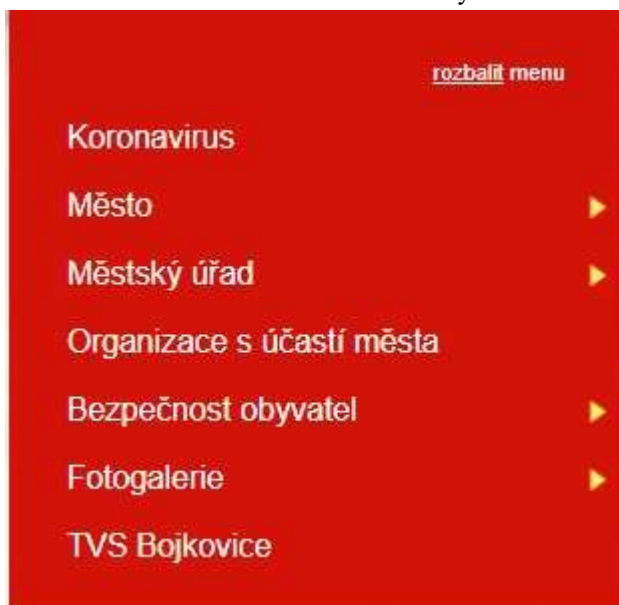 rozbalit menu
Koronavirus
Město
Městský úřad
Organizace s účastí města
Bezpečnost obyvatel
Fotogalerie
TVS Bojkovice